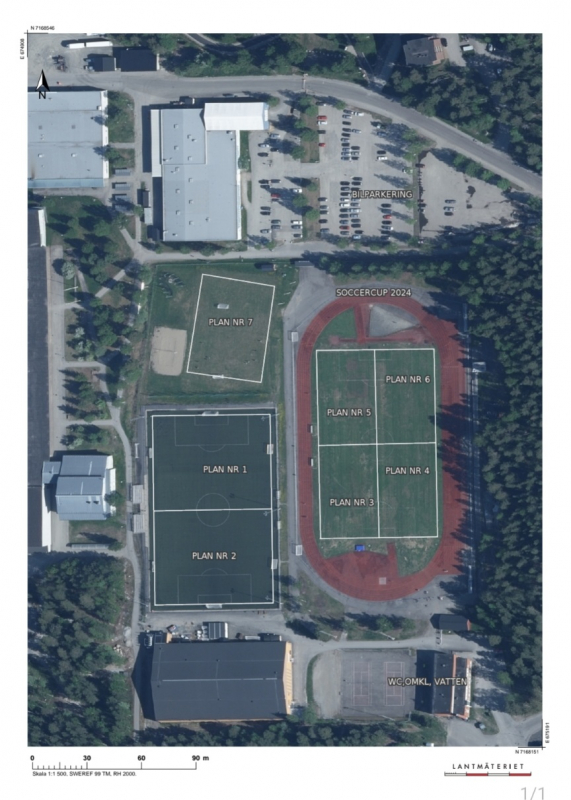 N 7168546
E 674908
N
BILPARKERING
SOCCERCUP 2024
PLAN NR 7
PLAN NR 6
PLAN NR 5
PLAN NR 1
PLAN NR 4
PLAN NR 3
PLAN NR 2
WC,OMKL, VATTEN
E 675191
N 7168151
0 30 60 90 m
Skala 1:1 500, SWEREF 99 TM, RH 2000.
LANTMÄTERIET
1/1